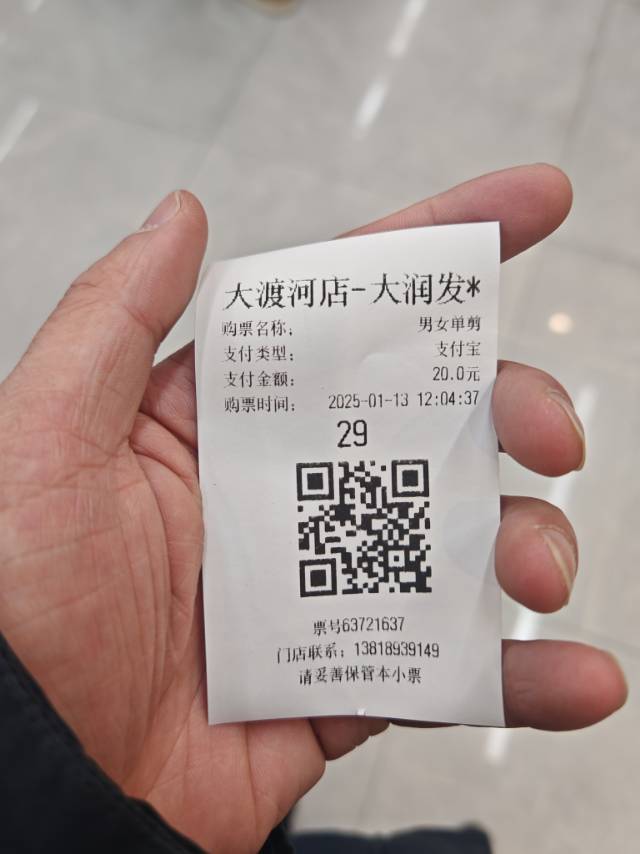 大渡河店-大润发*
购票名称： 男女单剪
支付类型： 支付宝
支付金额： 20.0元
购票时间： 2025-01-13 12:04:37
29
票号63721637
门店联系：13818939149
请妥善保管本小票